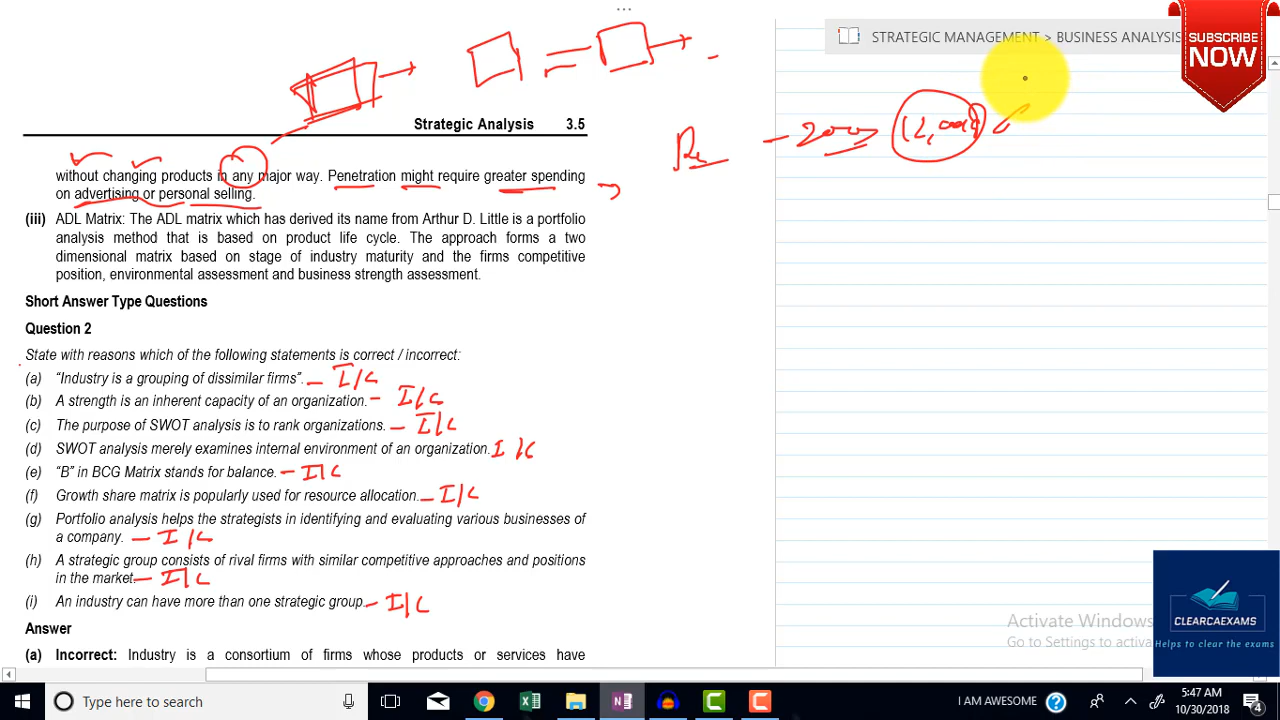 STRATEGIC MANAGEMENT > BUSINESS ANALYSIS
SUBSCRIBE
NOW
Strategic Analysis 3.5
2000 12,000
without changing products in any major way. Penetration might require greater spending
on advertising or personal selling.
(iii) ADL Matrix: The ADL matrix which has derived its name from Arthur D. Little is a portfolio
analysis method that is based on product life cycle. The approach forms a two
dimensional matrix based on stage of industry maturity and the firms competitive
position, environmental assessment and business strength assessment.
Short Answer Type Questions
Question 2
State with reasons which of the following statements is correct / incorrect:
(a) “Industry is a grouping of dissimilar firms”. – I/C
(b) A strength is an inherent capacity of an organization. – I/C
(c) The purpose of SWOT analysis is to rank organizations. – I/C
(d) SWOT analysis merely examines internal environment of an organization. I/C
(e) “B” in BCG Matrix stands for balance. – I/C
(f) Growth share matrix is popularly used for resource allocation. – I/C
(g) Portfolio analysis helps the strategists in identifying and evaluating various businesses of
a company. – I/C
(h) A strategic group consists of rival firms with similar competitive approaches and positions
in the market. – I/C
(i) An industry can have more than one strategic group. – I/C
Answer
(a) Incorrect: Industry is a consortium of firms whose products or services have
CLEARCAEXAMS
Helps to clear the exams
Activate Windows
Go to Settings to activa
Type here to search
I AM AWESOME
5:47 AM
10/30/2018
4